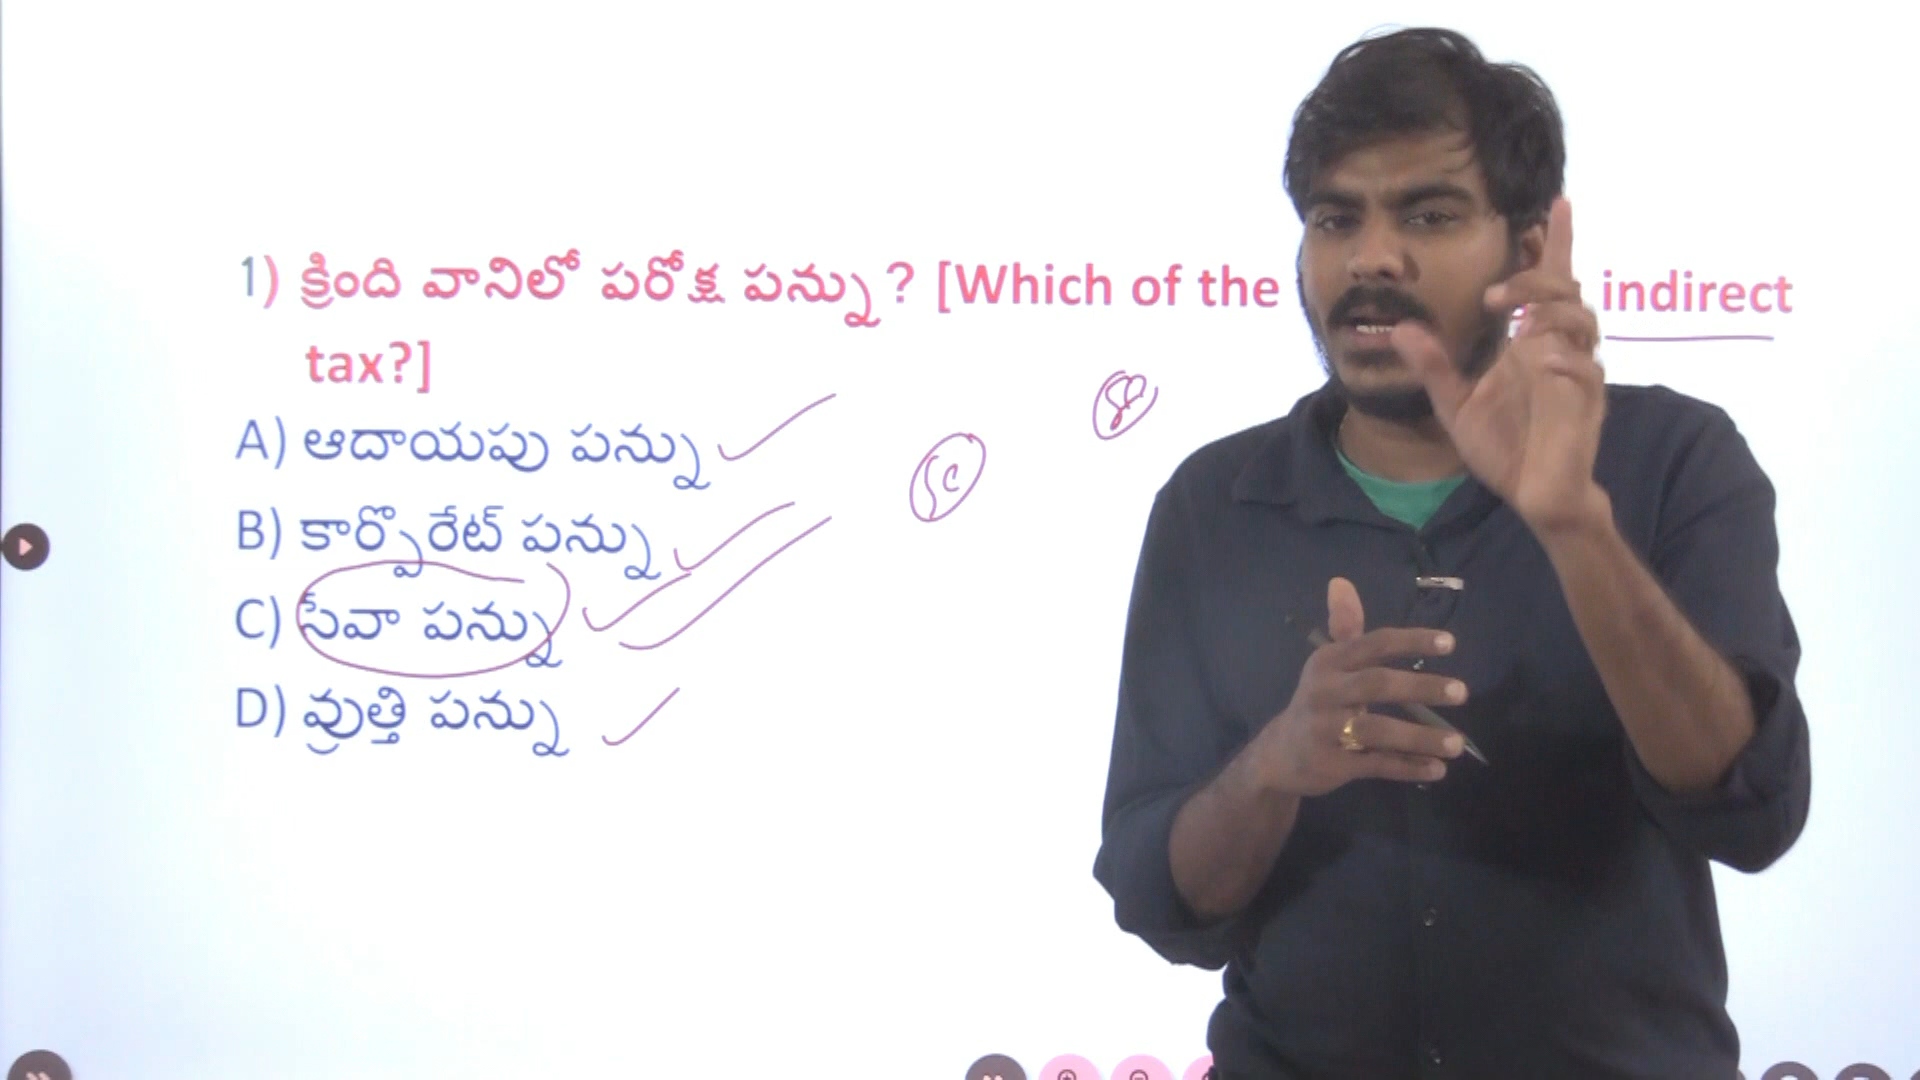 1) క్రింది వానిలో పరోక్ష పన్ను ? [Which of the indirect
tax?]
A) ఆదాయపు పన్ను
B) కార్పొరేట్ పన్ను
C) సేవా పన్ను
D) వ్రుత్తి పన్ను